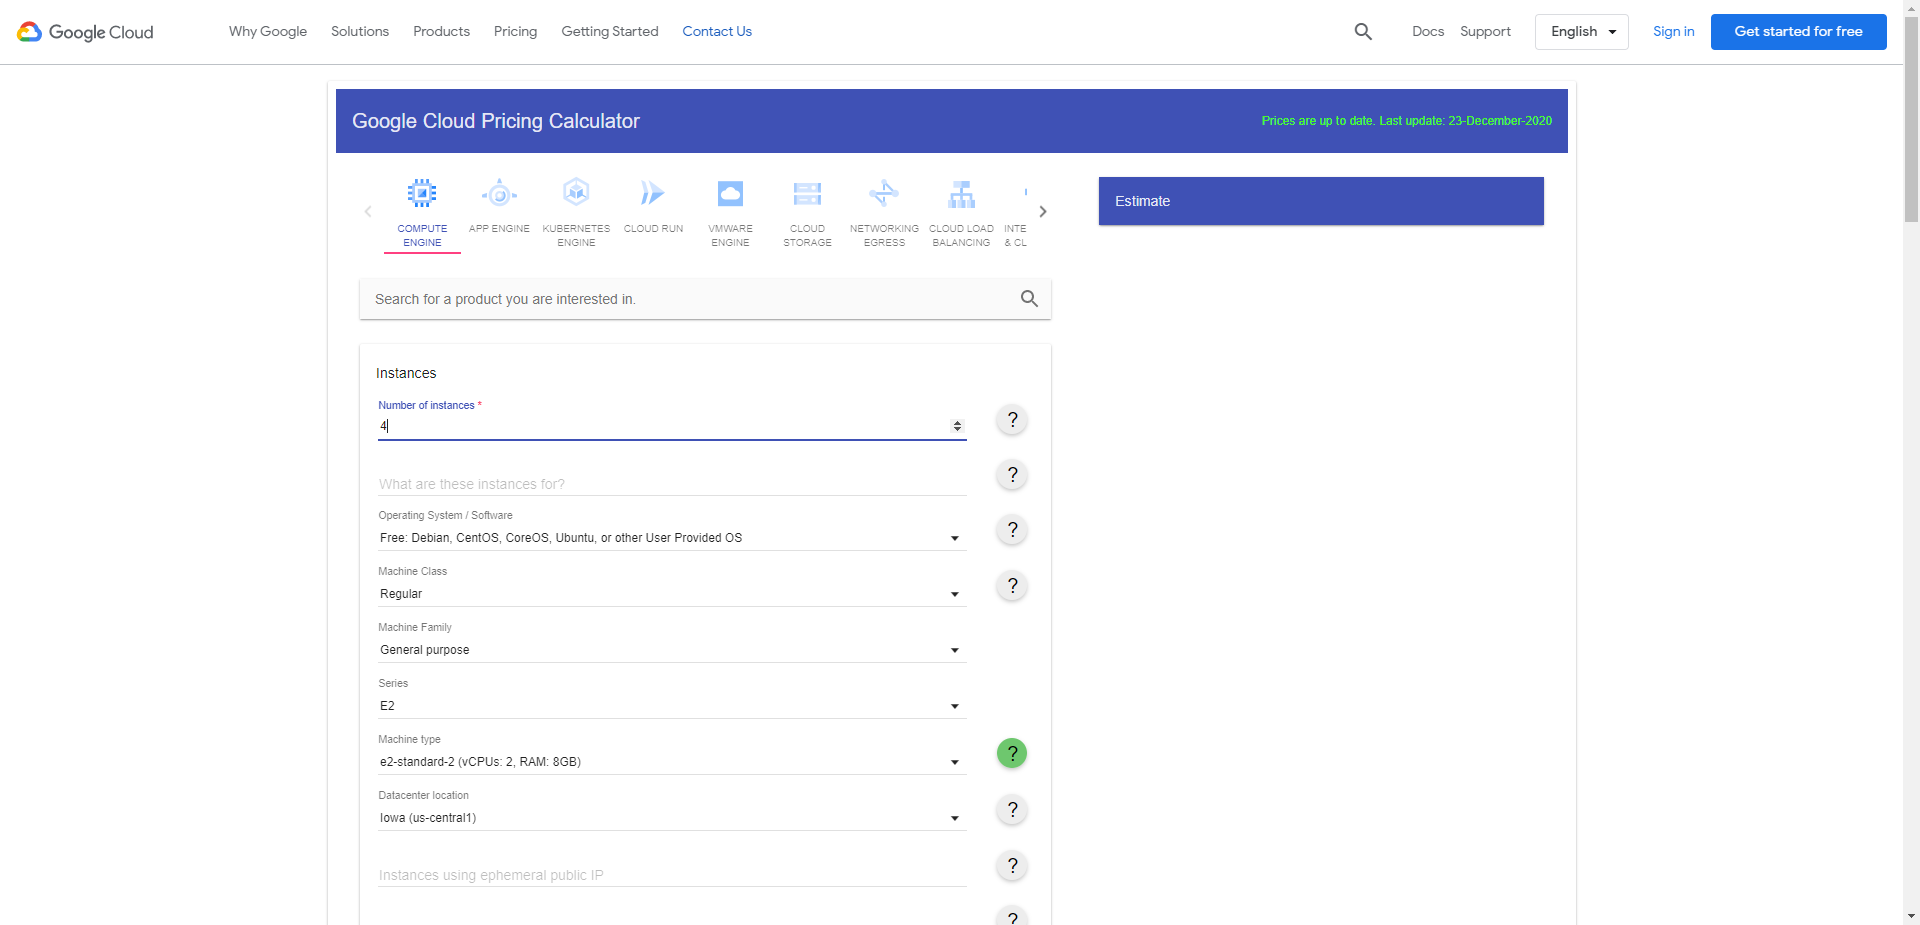 Google Cloud
Why Google Solutions Products Pricing Getting Started Contact Us Docs Support English Sign in Get started for free
Google Cloud Pricing Calculator Prices are up to date. Last update: 23-December-2020
COMPUTE ENGINE
APP ENGINE
KUBERNETES ENGINE
CLOUD RUN
VMWARE ENGINE
CLOUD STORAGE
NETWORKING EGRESS
CLOUD LOAD BALANCING
INTE
& CL
Estimate
Search for a product you are interested in.
Instances
Number of instances *
4
?
What are these instances for?
?
Operating System / Software
Free: Debian, CentOS, CoreOS, Ubuntu, or other User Provided OS
?
Machine Class
Regular
?
Machine Family
General purpose
Series
E2
Machine type
e2-standard-2 (vCPUs: 2, RAM: 8GB)
?
Datacenter location
Iowa (us-central1)
?
Instances using ephemeral public IP
?
?